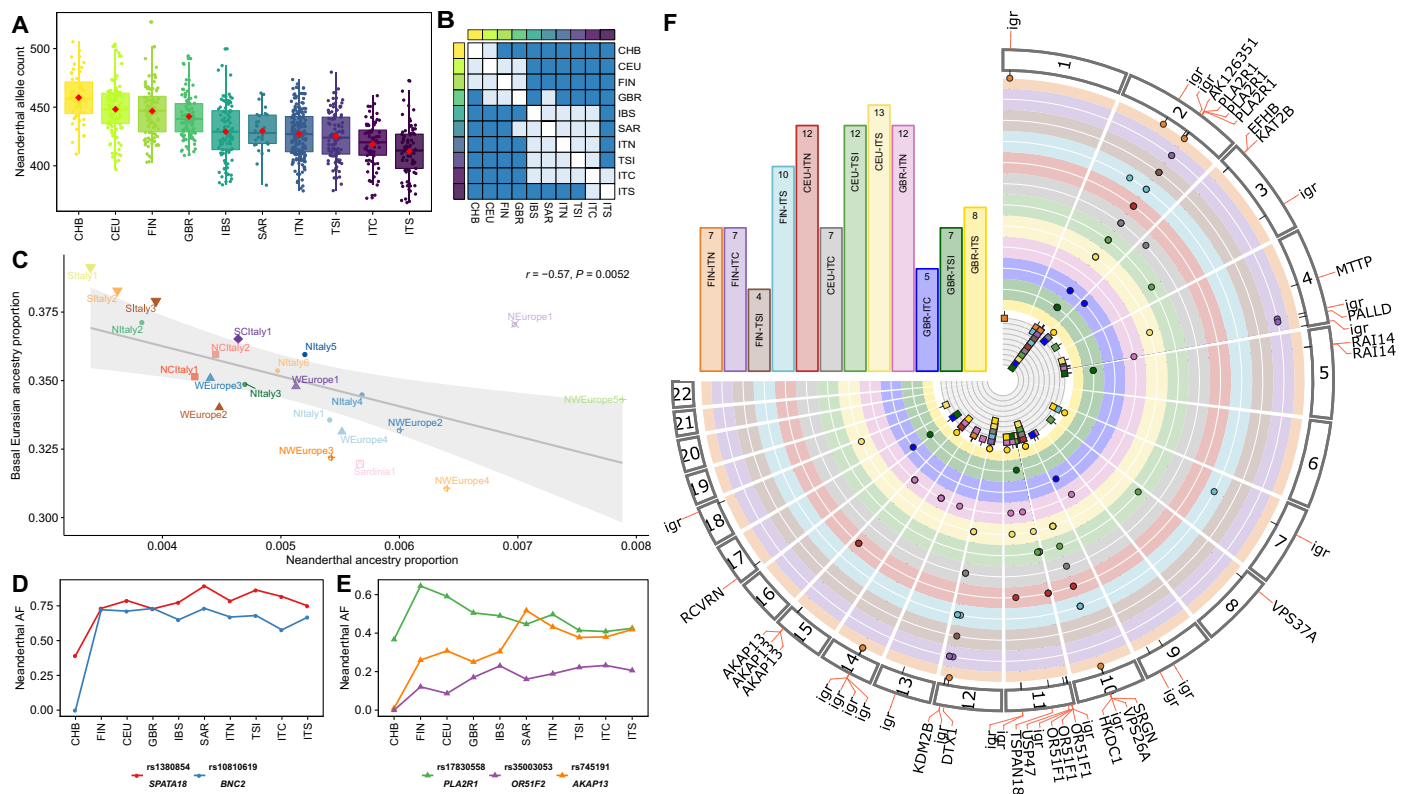 A
Neanderthal allele count
500
450
400
CHB
CEU
FIN
GBR
IBS
SAR
ITN
TSI
ITC
ITS
B
CHB
CEU
FIN
GBR
IBS
SAR
ITN
TSI
ITC
ITS
CHB
CEU
FIN
GBR
IBS
SAR
ITN
TSI
ITC
ITS
C
Basal Eurasian ancestry proportion
0.375
0.350
0.325
0.300
0.004
0.005
0.006
0.007
0.008
Neanderthal ancestry proportion
r = −0.57, P = 0.0052
SItaly1
SItaly2
SItaly3
NItaly2
SCItaly1
NCItaly2
NItaly5
NEurope1
NCItaly1
WEurope3
NItaly6
WEurope1
NItaly3
WEurope2
NItaly4
NWEurope5
NItaly1
NWEurope2
WEurope4
NWEurope3
Sardinia1
NWEurope4
D
Neanderthal AF
0.75
0.50
0.25
0.00
CHB
FIN
CEU
GBR
IBS
SAR
ITN
TSI
ITC
ITS
rs1380854
SPATA18
rs10810619
BNC2
E
Neanderthal AF
0.6
0.4
0.2
0.0
CHB
FIN
CEU
GBR
IBS
SAR
ITN
TSI
ITC
ITS
rs17830558
PLA2R1
rs35003053
OR51F2
rs745191
AKAP13
F
7
FIN-ITN
7
FIN-ITC
4
FIN-TSI
10
FIN-ITS
12
CEU-ITN
7
CEU-ITC
12
CEU-TSI
13
CEU-ITS
12
GBR-ITN
5
GBR-ITC
7
GBR-TSI
8
GBR-ITS
1
2
3
4
5
6
7
8
9
10
11
12
13
14
15
16
17
18
19
20
21
22
igr
igr
igr
AK126351
PLA2R1
PLA2R1
PLA2R1
EFHB
KAT2B
igr
MTTP
igr
PALLD
igr
RAI14
RAI14
igr
VPS37A
igr
igr
SRGN
VPS26A
igr
HKDC1
igr
OR51F1
OR51F1
OR51F1
igr
USP47
TSPAN18
igr
igr
DTX1
igr
KDM2B
igr
igr
igr
igr
igr
AKAP13
AKAP13
AKAP13
RCVRN
igr